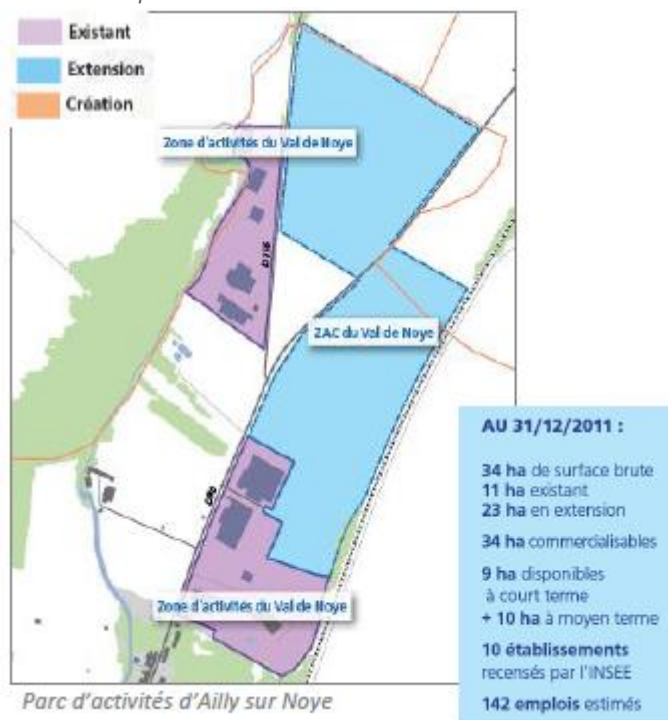 Existant
Extension
Création
Zone d'activités du Val de Noye
D116
ZAC du Val de Noye
Zone d'activités du Val de Noye
AU 31/12/2011 :
34 ha de surface brute
11 ha existant
23 ha en extension
34 ha commercialisables
9 ha disponibles
à court terme
+ 10 ha à moyen terme
10 établissements
recensés par l'INSEE
142 emplois estimés
Parc d'activités d'Ailly sur Noye